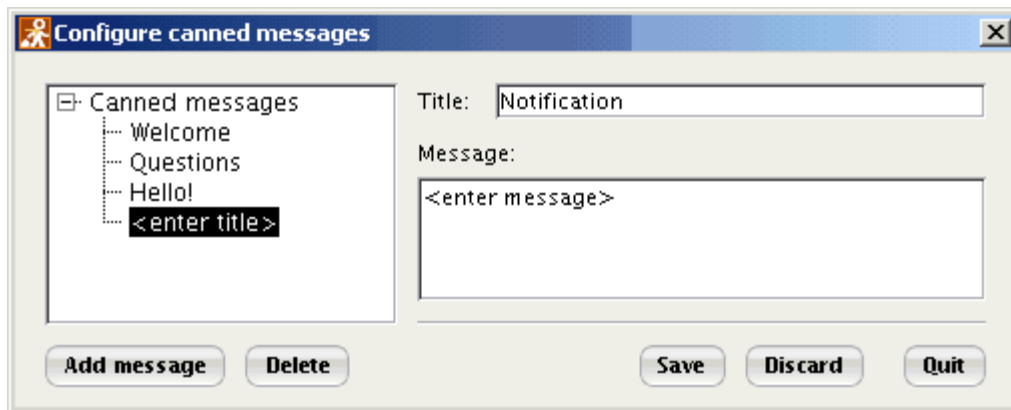 Configure canned messages
Canned messages
Welcome
Questions
Hello!
<enter title>
Title: Notification
Message:
<enter message>
Add message Delete Save Discard Quit